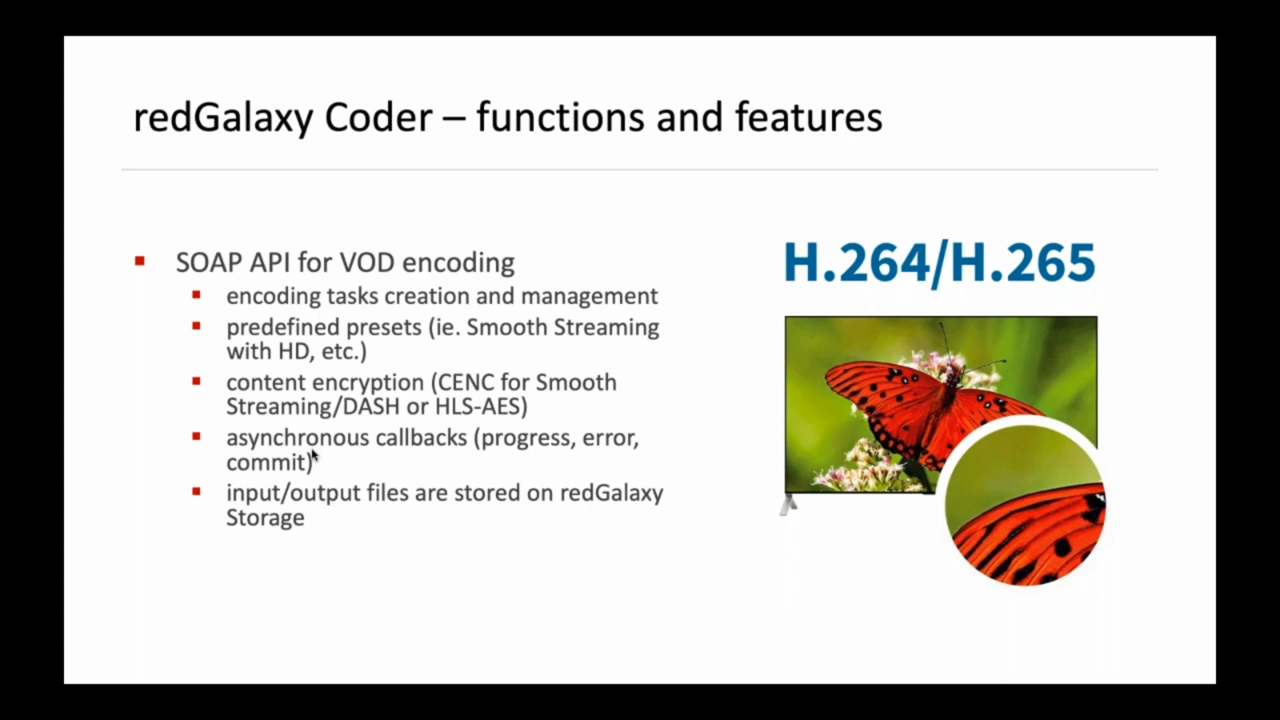 redGalaxy Coder – functions and features
SOAP API for VOD encoding
encoding tasks creation and management
predefined presets (ie. Smooth Streaming
with HD, etc.)
content encryption (CENC for Smooth
Streaming/DASH or HLS-AES)
asynchronous callbacks (progress, error,
commit)
input/output files are stored on redGalaxy
Storage
H.264/H.265